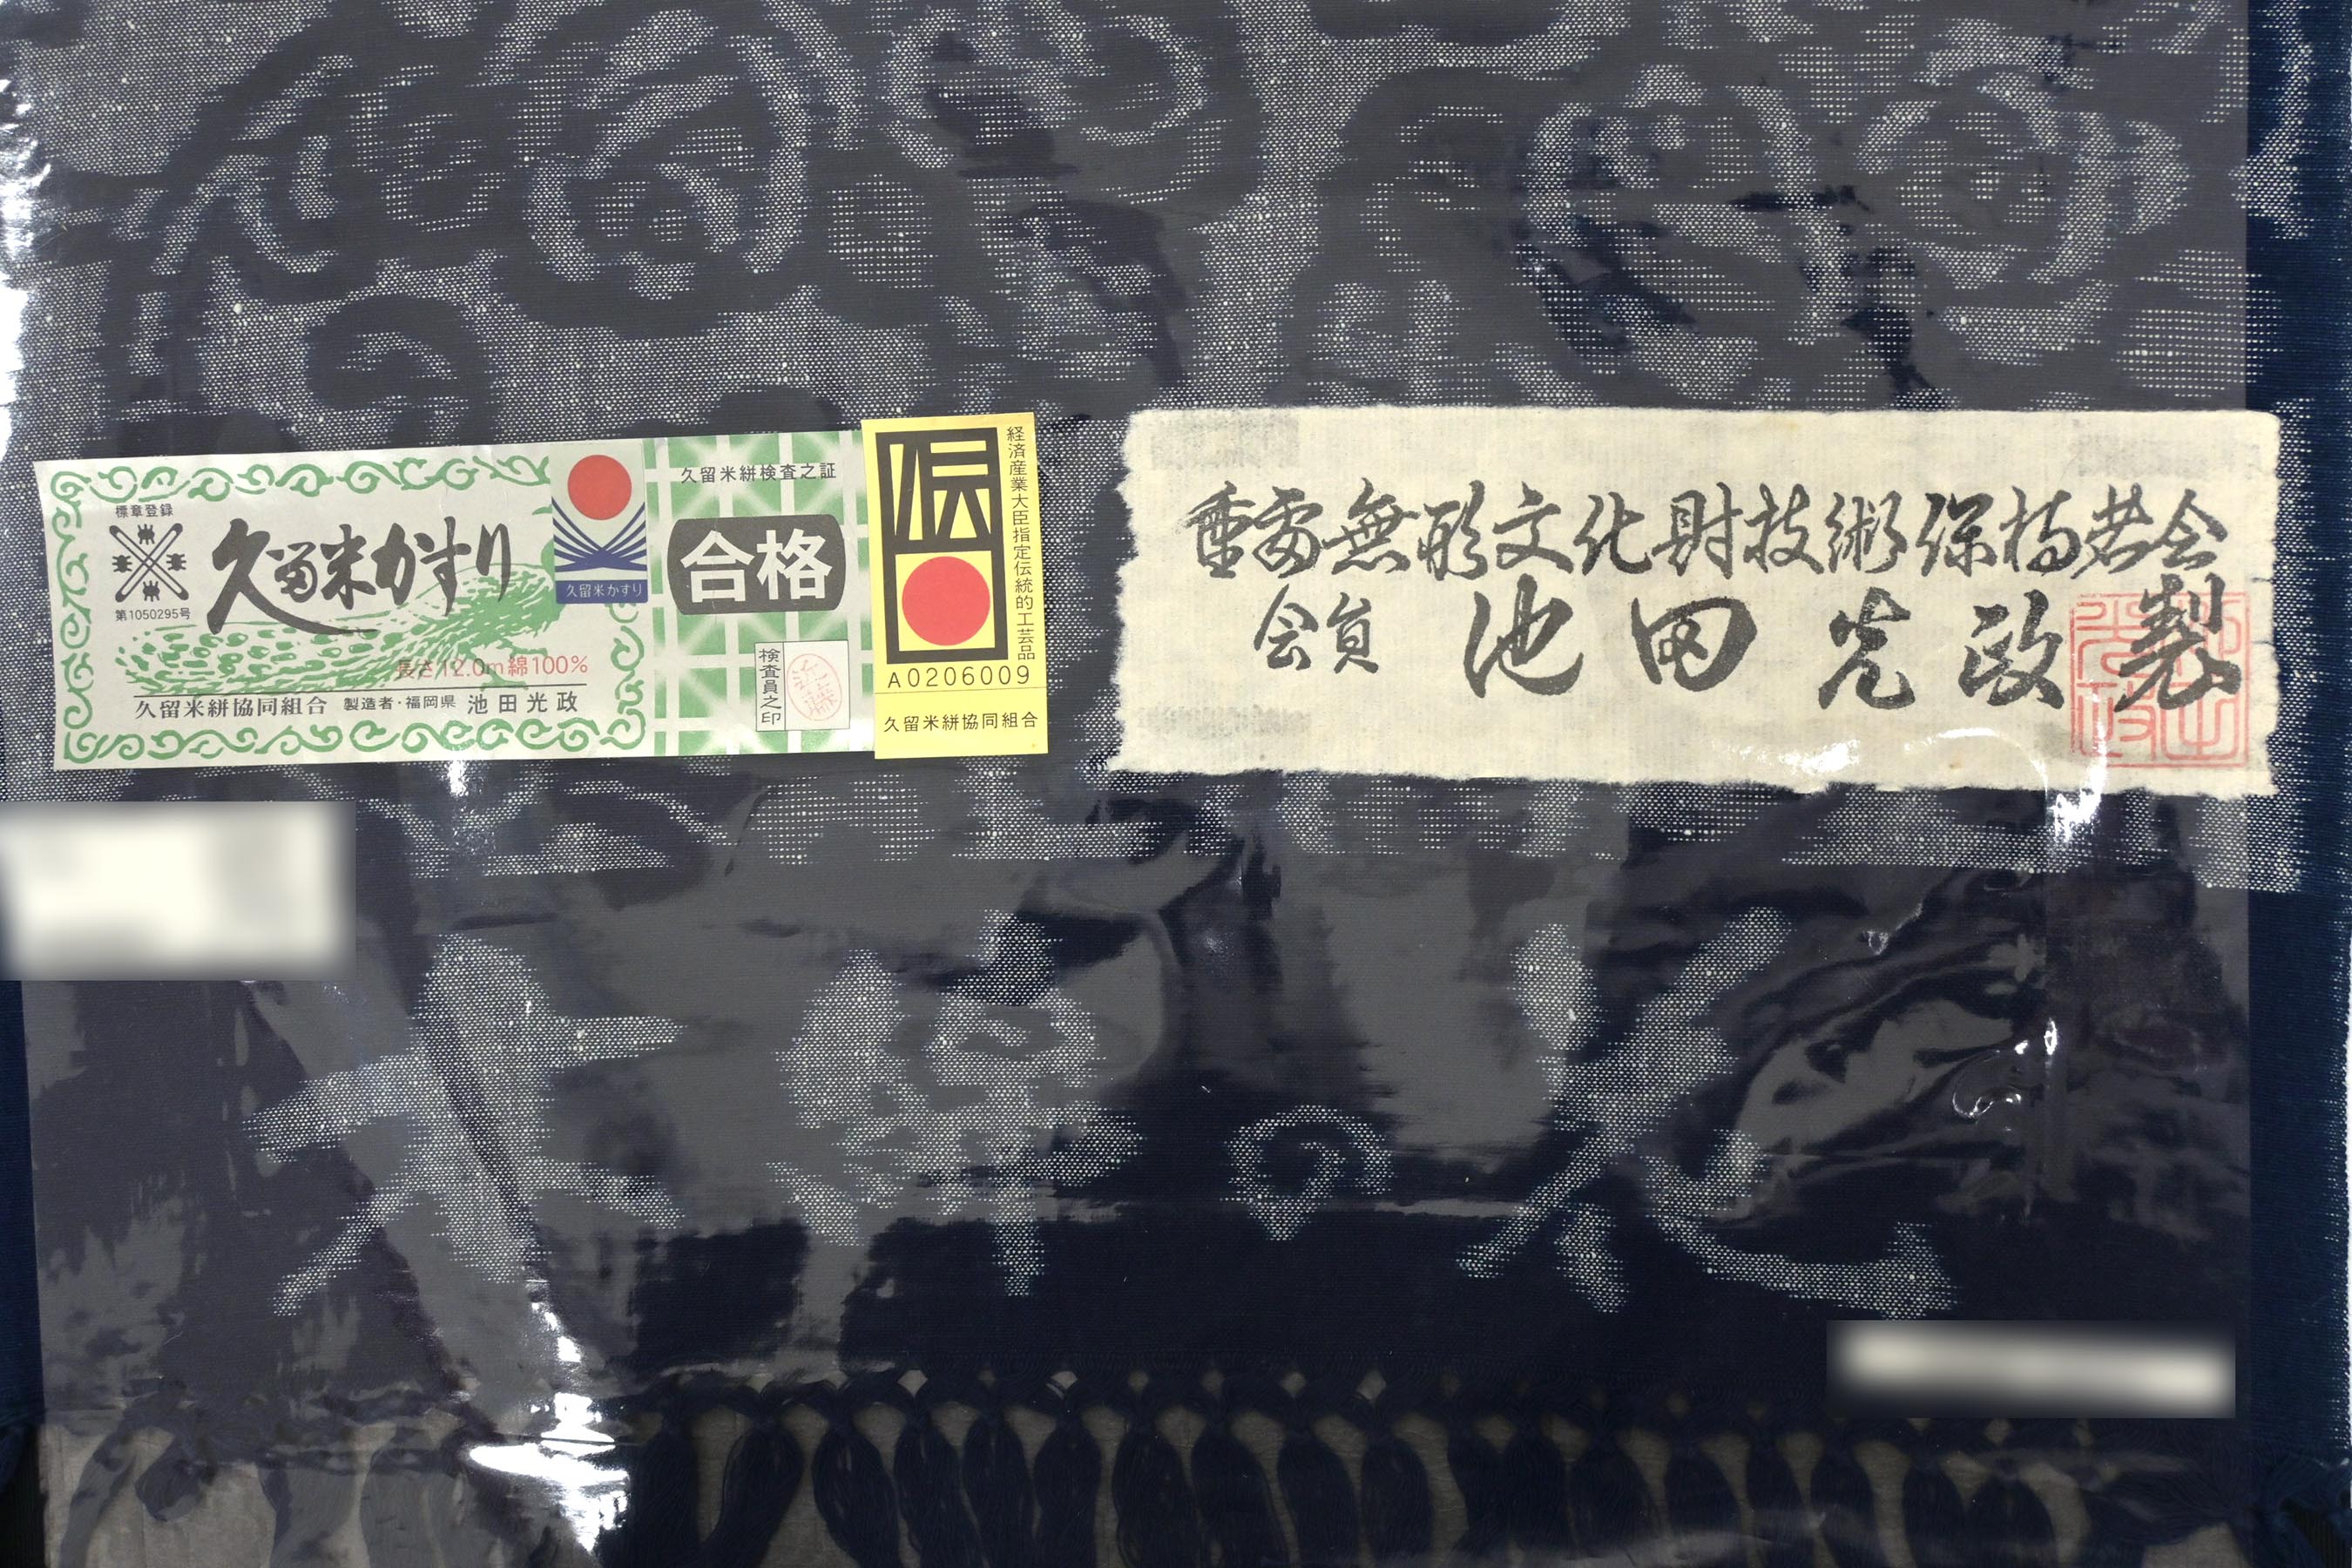 標章登録
久留米かすり
第1050295号
長さ12.0m 綿100%
久留米絣協同組合 製造者・福岡県 池田光政
久留米かすり
久留米絣検査之証
合格
検査員之印
伝
経済産業大臣指定伝統的工芸品
A0206009
久留米絣協同組合
重要無形文化財技術保持者会
会員 池田光政製